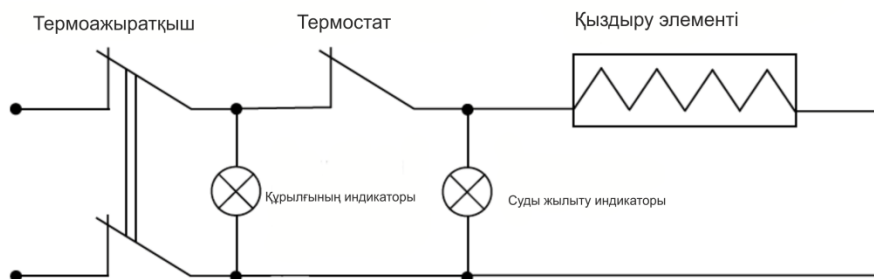 Термоажыратқыш
Термостат
Қыздыру элементі
Құрылғының индикаторы
Суды жылыту индикаторы